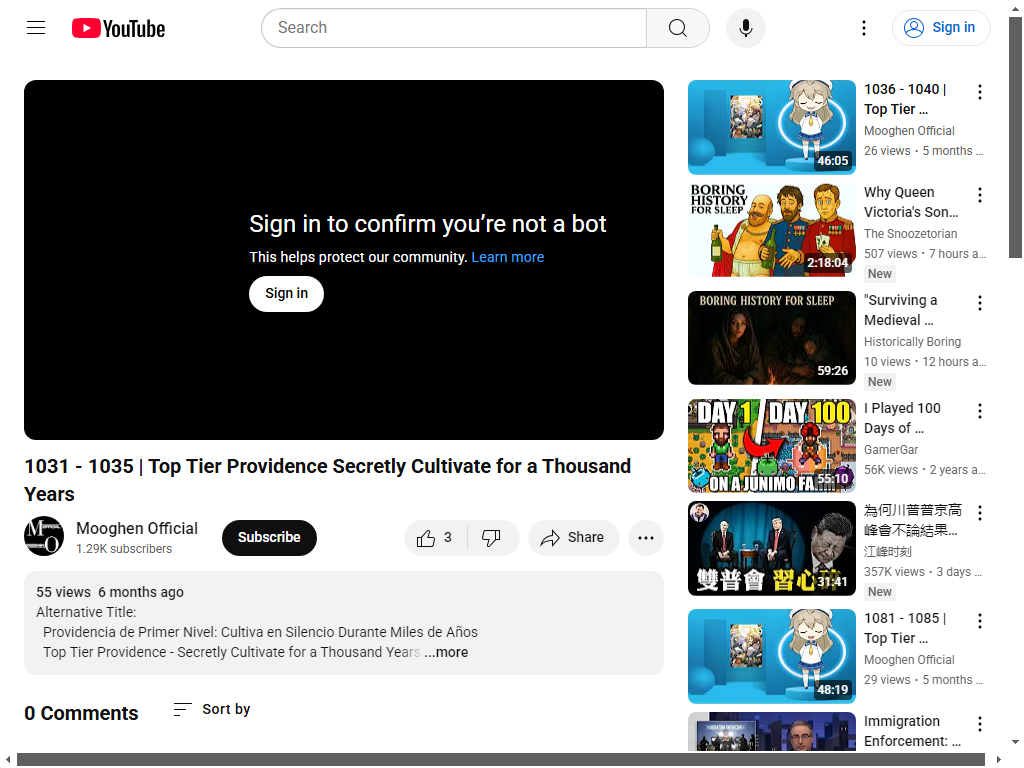 YouTube
Search
Sign in
Sign in to confirm you’re not a bot
This helps protect our community. Learn more
Sign in
1031 - 1035 | Top Tier Providence Secretly Cultivate for a Thousand
Years
Mooghen Official
1.29K subscribers
Subscribe
3
Share
55 views 6 months ago
Alternative Title:
Providencia de Primer Nivel: Cultiva en Silencio Durante Miles de Años
Top Tier Providence - Secretly Cultivate for a Thousand Years ...more
0 Comments
Sort by
46:05
1036 - 1040 |
Top Tier ...
Mooghen Official
26 views • 5 months ...
BORING
HISTORY
FOR SLEEP
2:18:04
Why Queen
Victoria's Son...
The Snoozetorian
507 views • 7 hours a...
New
BORING HISTORY FOR SLEEP
59:26
"Surviving a
Medieval ...
Historically Boring
10 views • 12 hours a...
New
DAY 1 DAY 100
ON A JUNIMO FA
55:10
I Played 100
Days of ...
GamerGar
56K views • 2 years a...
雙普會 習心碎
31:41
為何川普普京高
峰會不論結果...
江峰时刻
357K views • 3 days ...
New
48:19
1081 - 1085 |
Top Tier ...
Mooghen Official
29 views • 5 months ...
Immigration
Enforcement: ...